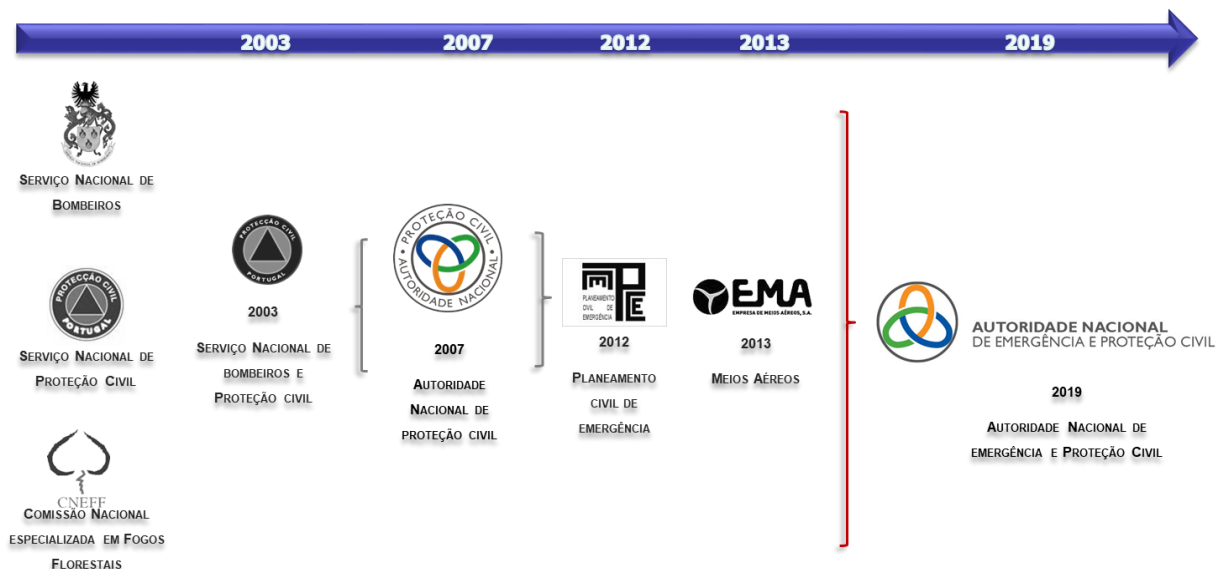 2003
2007
2012
2013
2019
SERVIÇO NACIONAL DE
BOMBEIROS
PROTECÇÃO CIVIL
PORTUGAL
SERVIÇO NACIONAL DE
PROTEÇÃO CIVIL
CNEFF
COMISSÃO NACIONAL
ESPECIALIZADA EM FOGOS
FLORESTAIS
PROTECÇÃO CIVIL
PORTUGAL
2003
SERVIÇO NACIONAL DE
BOMBEIROS E
PROTEÇÃO CIVIL
PROTEÇÃO CIVIL
AUTORIDADE NACIONAL
2007
AUTORIDADE
NACIONAL DE
PROTEÇÃO CIVIL
PLANEAMENTO
CIVIL DE
EMERGÊNCIA
2012
PLANEAMENTO
CIVIL DE
EMERGÊNCIA
EMA
EMPRESA DE MEIOS AÉREOS, S.A.
2013
MEIOS AÉREOS
AUTORIDADE NACIONAL
DE EMERGÊNCIA E PROTEÇÃO CIVIL
2019
AUTORIDADE NACIONAL DE
EMERGÊNCIA E PROTEÇÃO CIVIL